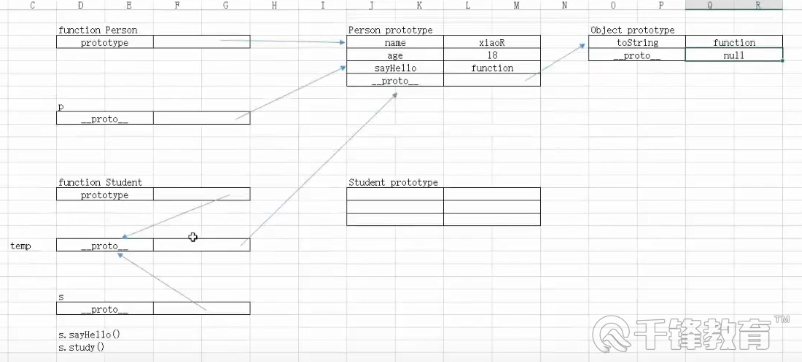 C D E F G H I J K L M N O P Q R
function Person Person prototype Object prototype
prototype name xiaoR toString function
age 18 __proto__ null
sayHello function
__proto__
p
__proto__
function Student Student prototype
prototype
temp __proto__
s
__proto__
s.sayHello()
s.study()
千锋教育™